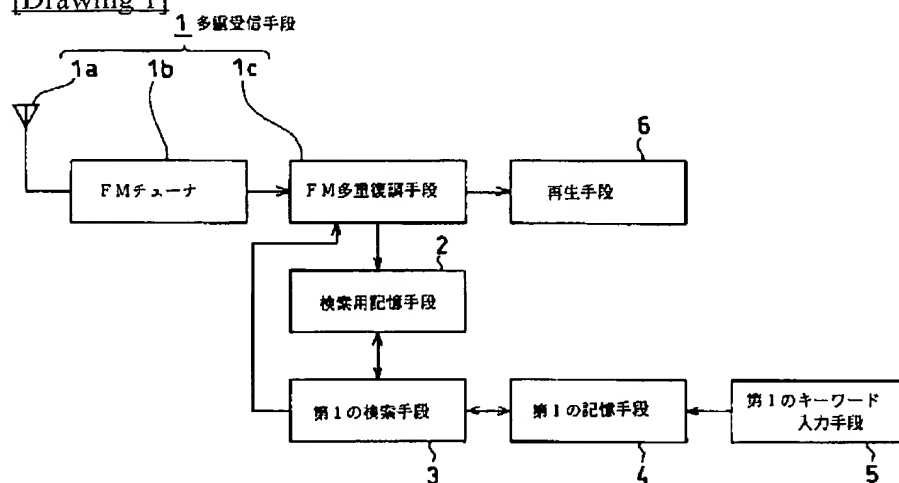 [Drawing 1]
1 多重受信手段
1a 1b 1c
FMチューナ
FM多重復調手段
6
再生手段
2
検索用記憶手段
第1の検索手段
3
第1の記憶手段
4
第1のキーワード
入力手段
5